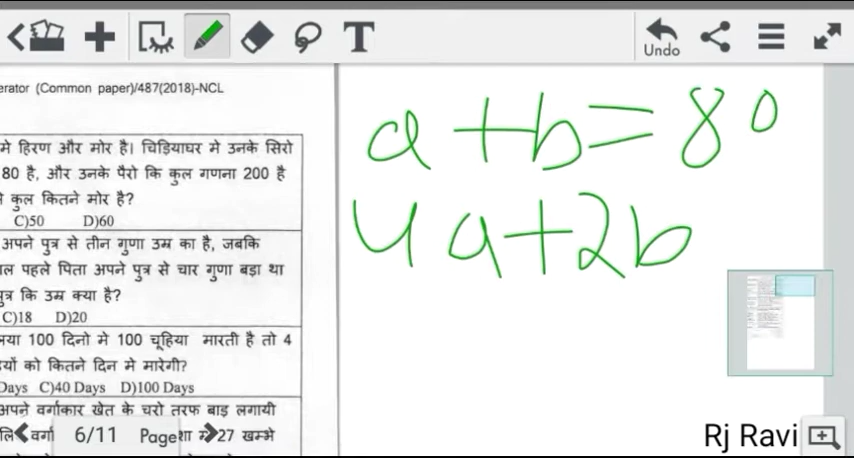 T
Undo
erator (Common paper)/487(2018)-NCL
मे हिरण और मोर है। चिडियाघर मे उनके सिरो
80 है, और उनके पैरो कि कुल गणना 200 है
कुल कितने मोर है?
C)50 D)60
अपने पुत्र से तीन गुणा उम्र का है, जबकि
पहले पिता अपने पुत्र से चार गुणा बड़ा था
कि उम्र क्या है?
C)18 D)20
100 दिनो मे 100 चूहिया मारती है तो 4
को कितने दिन मे मारेगी?
Days C)40 Days D)100 Days
अपने वर्गाकार खेत के चरो तरफ बाड़ लगायी
6/11 Page 27 खम्भे
a+b=80
4a+2b
Rj Ravi